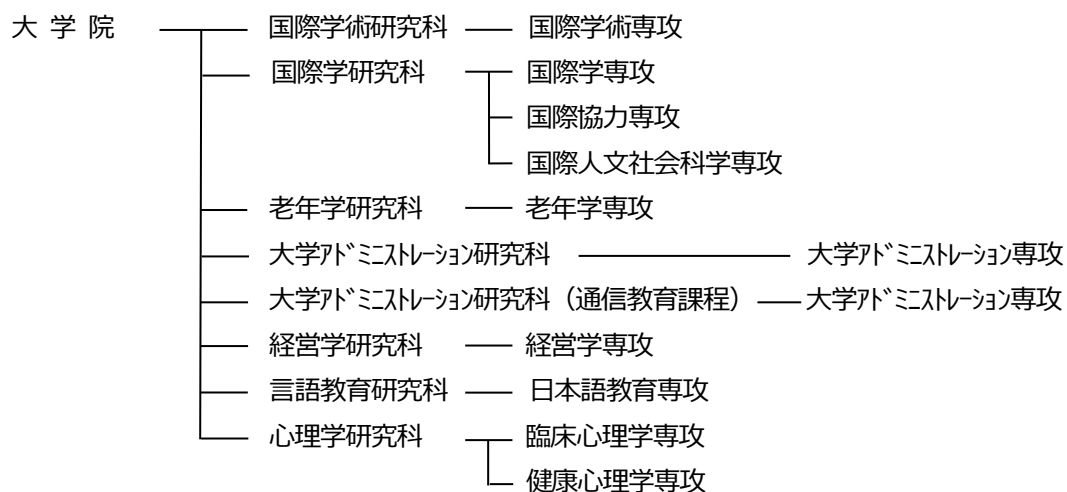 大 学 院 国際学術研究科 国際学術専攻
国際学研究科 国際学専攻
国際協力専攻
国際人文社会科学専攻
老年学研究科 老年学専攻
大学ｱﾄﾞﾐﾆｽﾄﾚｰｼｮﾝ研究科 大学ｱﾄﾞﾐﾆｽﾄﾚｰｼｮﾝ専攻
大学ｱﾄﾞﾐﾆｽﾄﾚｰｼｮﾝ研究科（通信教育課程） 大学ｱﾄﾞﾐﾆｽﾄﾚｰｼｮﾝ専攻
経営学研究科 経営学専攻
言語教育研究科 日本語教育専攻
心理学研究科 臨床心理学専攻
健康心理学専攻